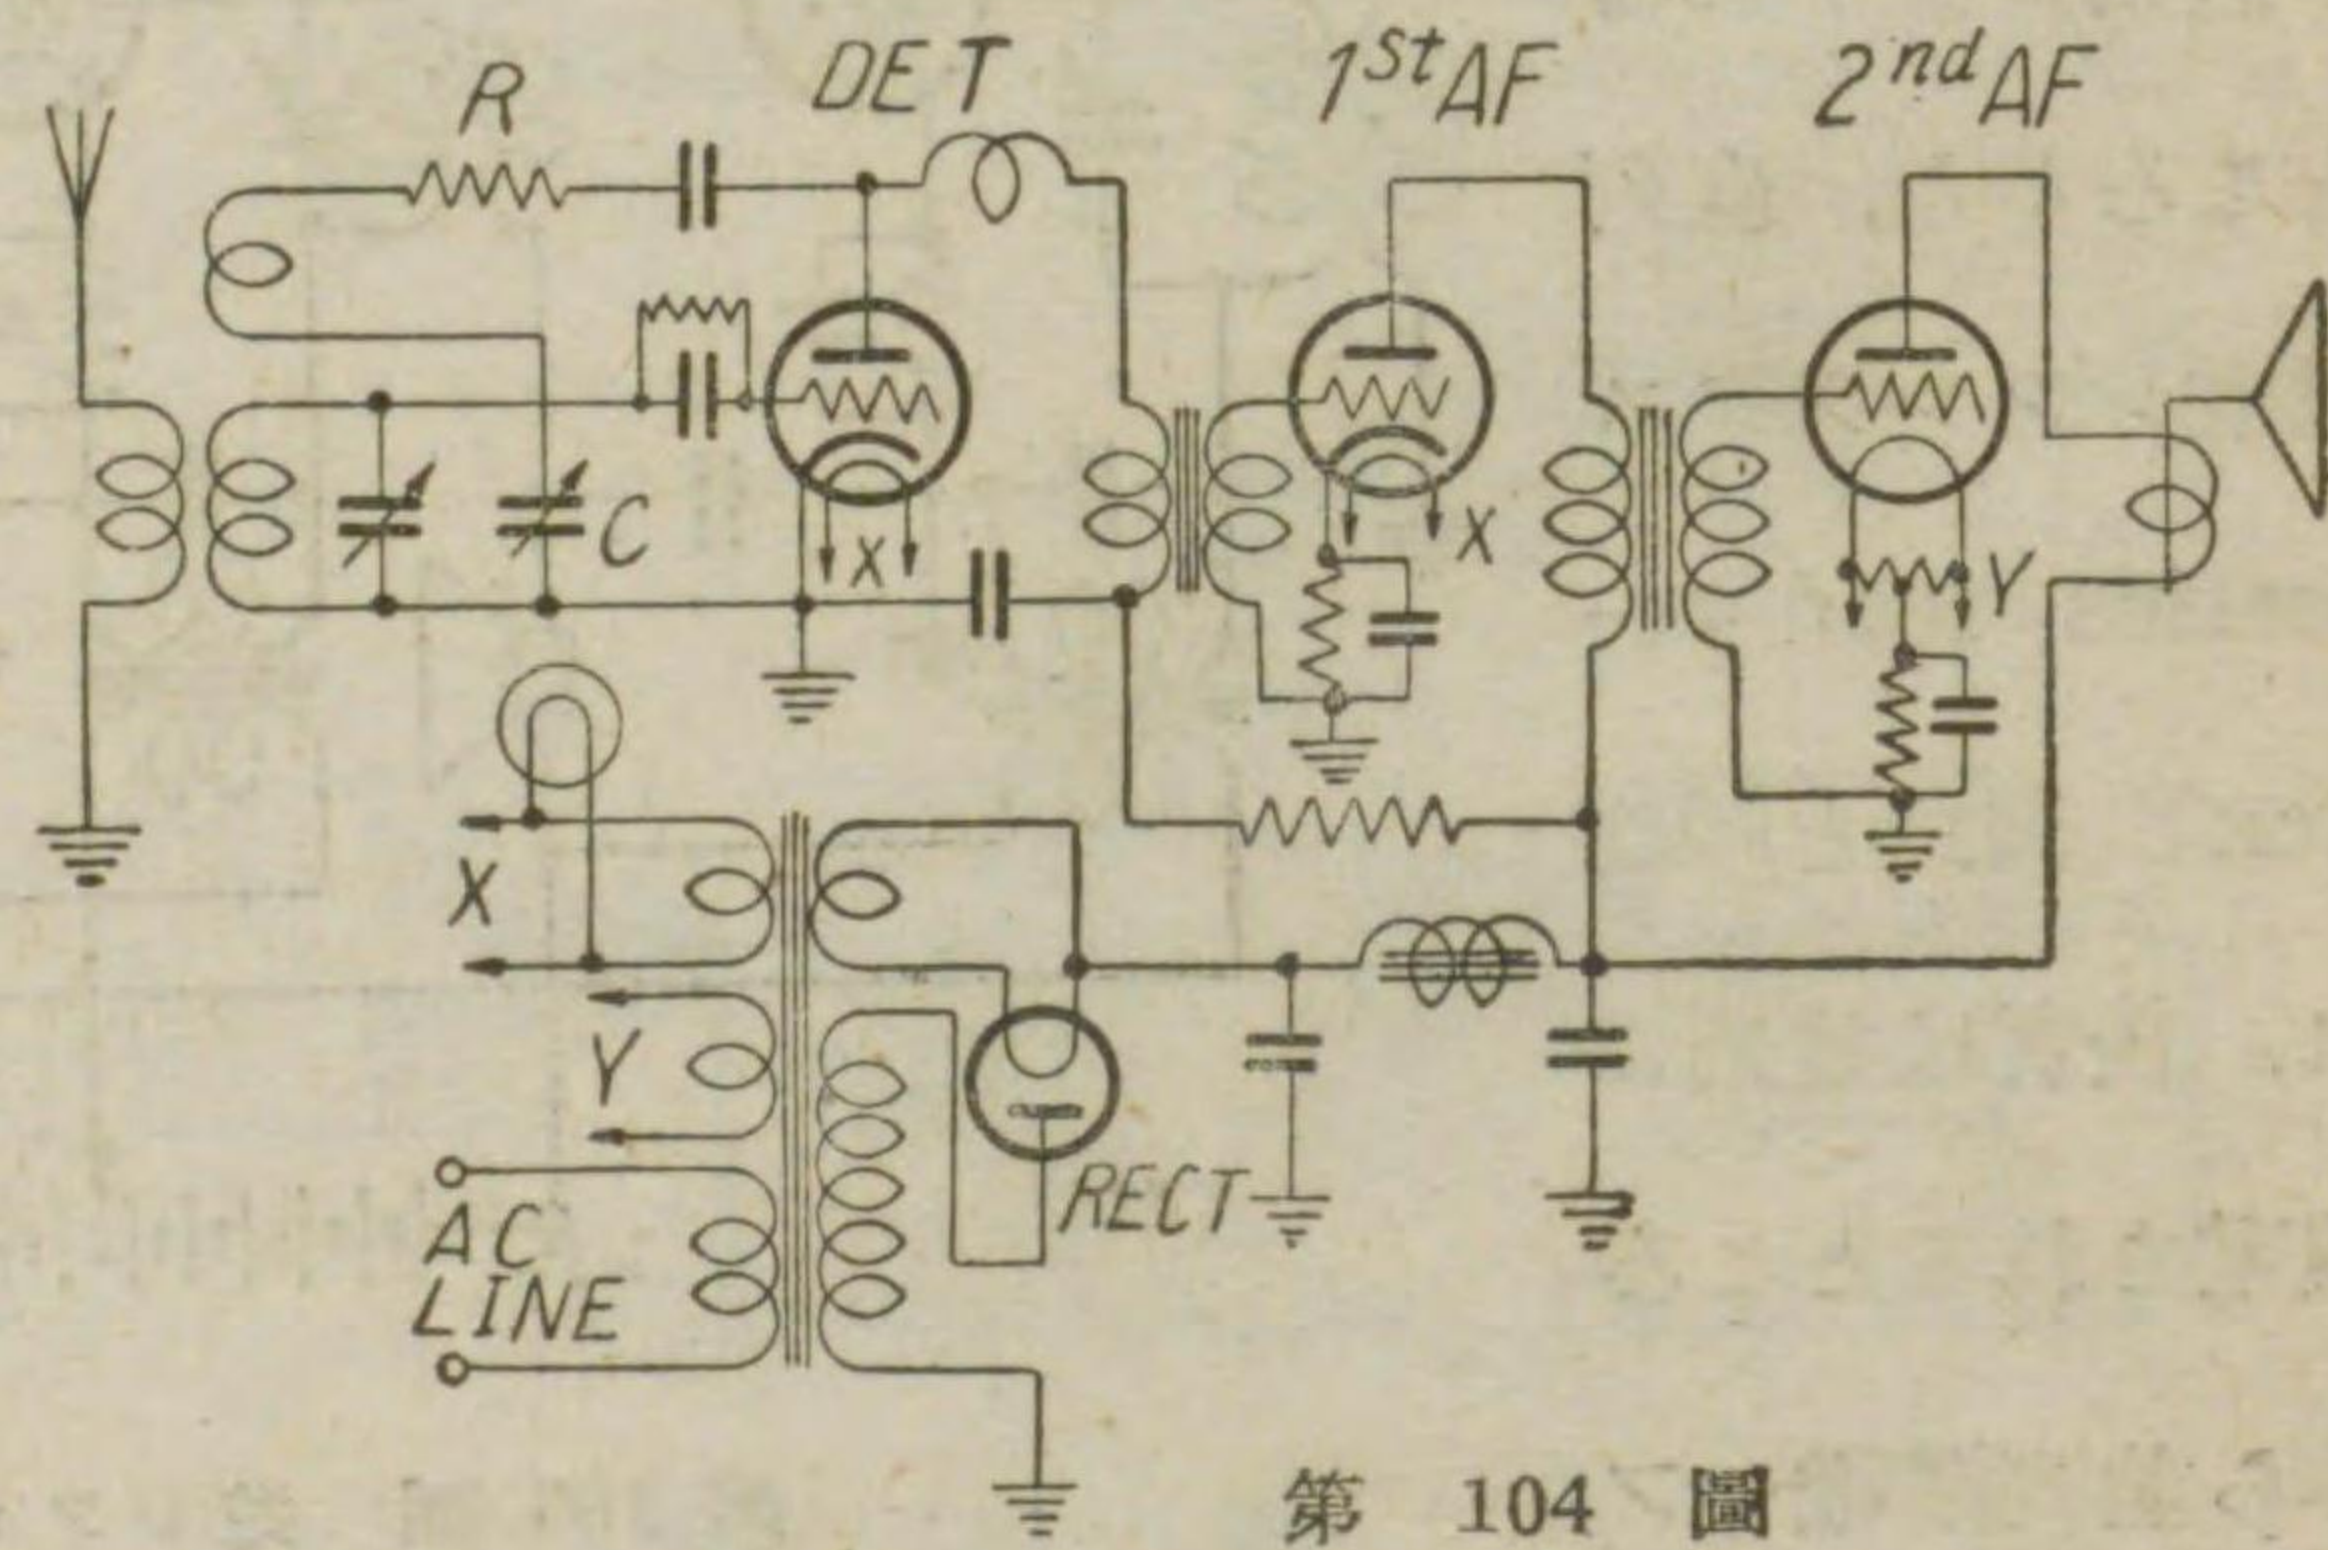 R
DET
1st AF
2nd AF
C
X
X
Y
X
Y
AC
LINE
RECT
第 104 圖